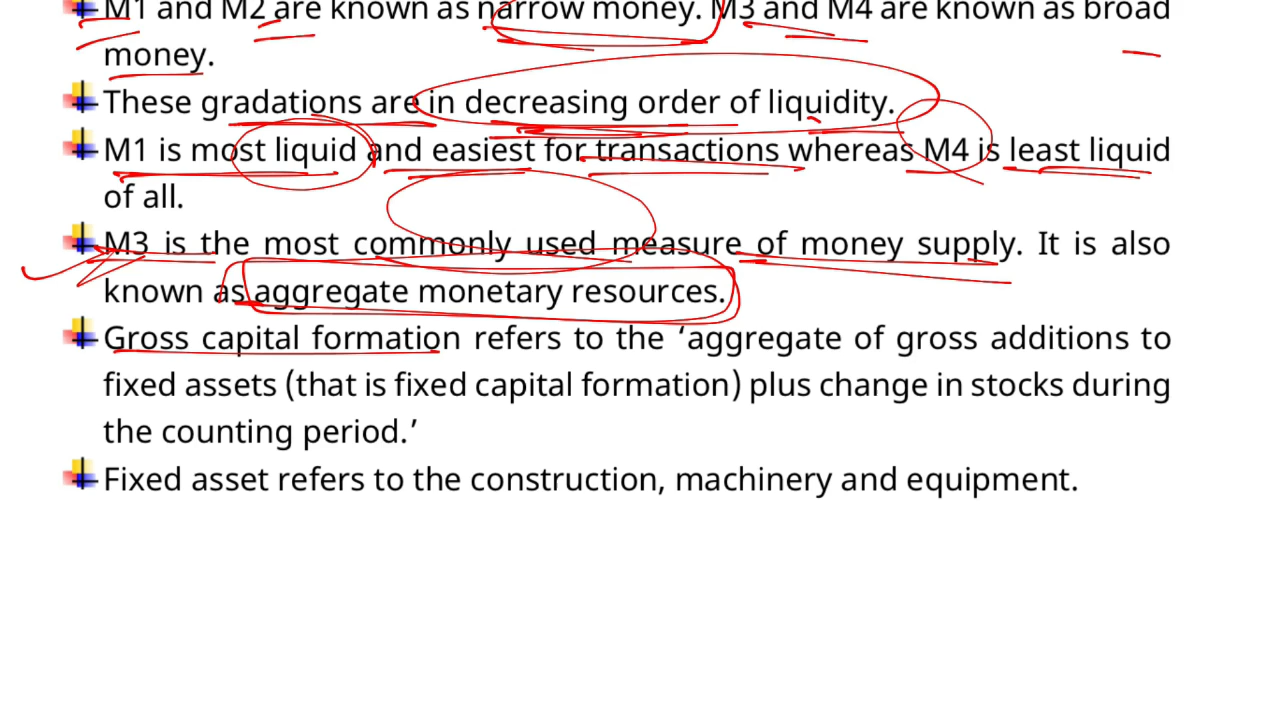 M1 and M2 are known as narrow money. M3 and M4 are known as broad
money.
These gradations are in decreasing order of liquidity.
M1 is most liquid and easiest for transactions whereas M4 is least liquid
of all.
M3 is the most commonly used measure of money supply. It is also
known as aggregate monetary resources.
Gross capital formation refers to the ‘aggregate of gross additions to
fixed assets (that is fixed capital formation) plus change in stocks during
the counting period.’
Fixed asset refers to the construction, machinery and equipment.